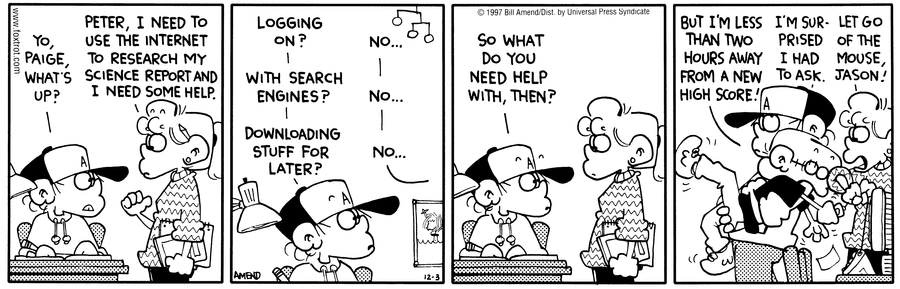 www.foxtrot.com
YO,
PAIGE,
WHAT'S
UP?
PETER, I NEED TO
USE THE INTERNET
TO RESEARCH MY
SCIENCE REPORT AND
I NEED SOME HELP.
A
LOGGING
ON?
NO...
WITH SEARCH
ENGINES?
NO...
DOWNLOADING
STUFF FOR
LATER?
NO...
A
AMEND
12-3
© 1997 Bill Amend/Dist. by Universal Press Syndicate
SO WHAT
DO YOU
NEED HELP
WITH, THEN?
A
BUT I'M LESS
THAN TWO
HOURS AWAY
FROM A NEW
HIGH SCORE!
I'M SUR-
PRISED
I HAD
TO ASK.
LET GO
OF THE
MOUSE,
JASON!
A